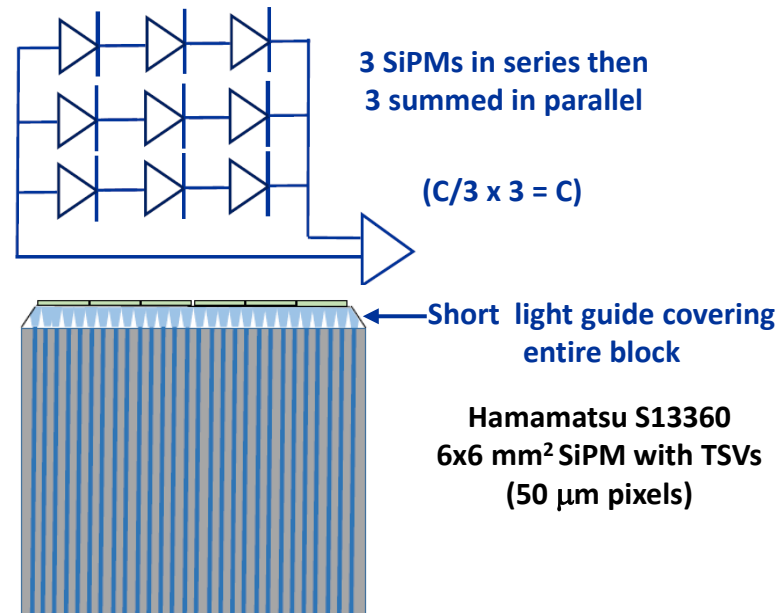 3 SiPMs in series then
3 summed in parallel
(C/3 x 3 = C)
Short light guide covering
entire block
Hamamatsu S13360
6x6 mm² SiPM with TSVs
(50 μm pixels)